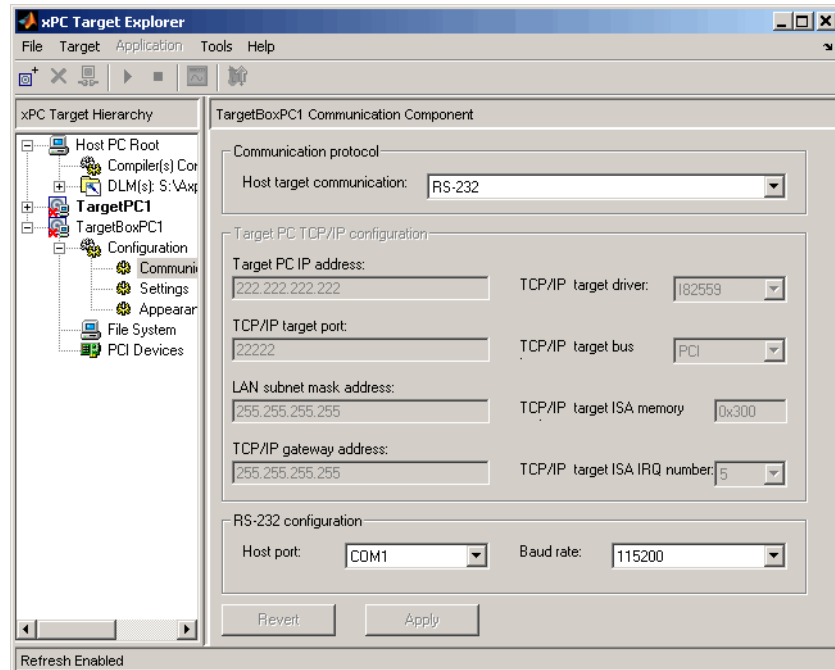 xPC Target Explorer
File Target Application Tools Help
xPC Target Hierarchy
TargetBoxPC1 Communication Component
Host PC Root
Compiler(s) Cor
DLM(s): S:\Axp
TargetPC1
TargetBoxPC1
Configuration
Communi
Settings
Appearar
File System
PCI Devices
Communication protocol
Host target communication: RS-232
Target PC TCP/IP configuration
Target PC IP address:
222.222.222.222
TCP/IP target driver: I82559
TCP/IP target port:
22222
TCP/IP target bus PCI
LAN subnet mask address:
255.255.255.255
TCP/IP target ISA memory 0x300
TCP/IP gateway address:
255.255.255.255
TCP/IP target ISA IRQ number: 5
RS-232 configuration
Host port: COM1 Baud rate: 115200
Revert Apply
Refresh Enabled